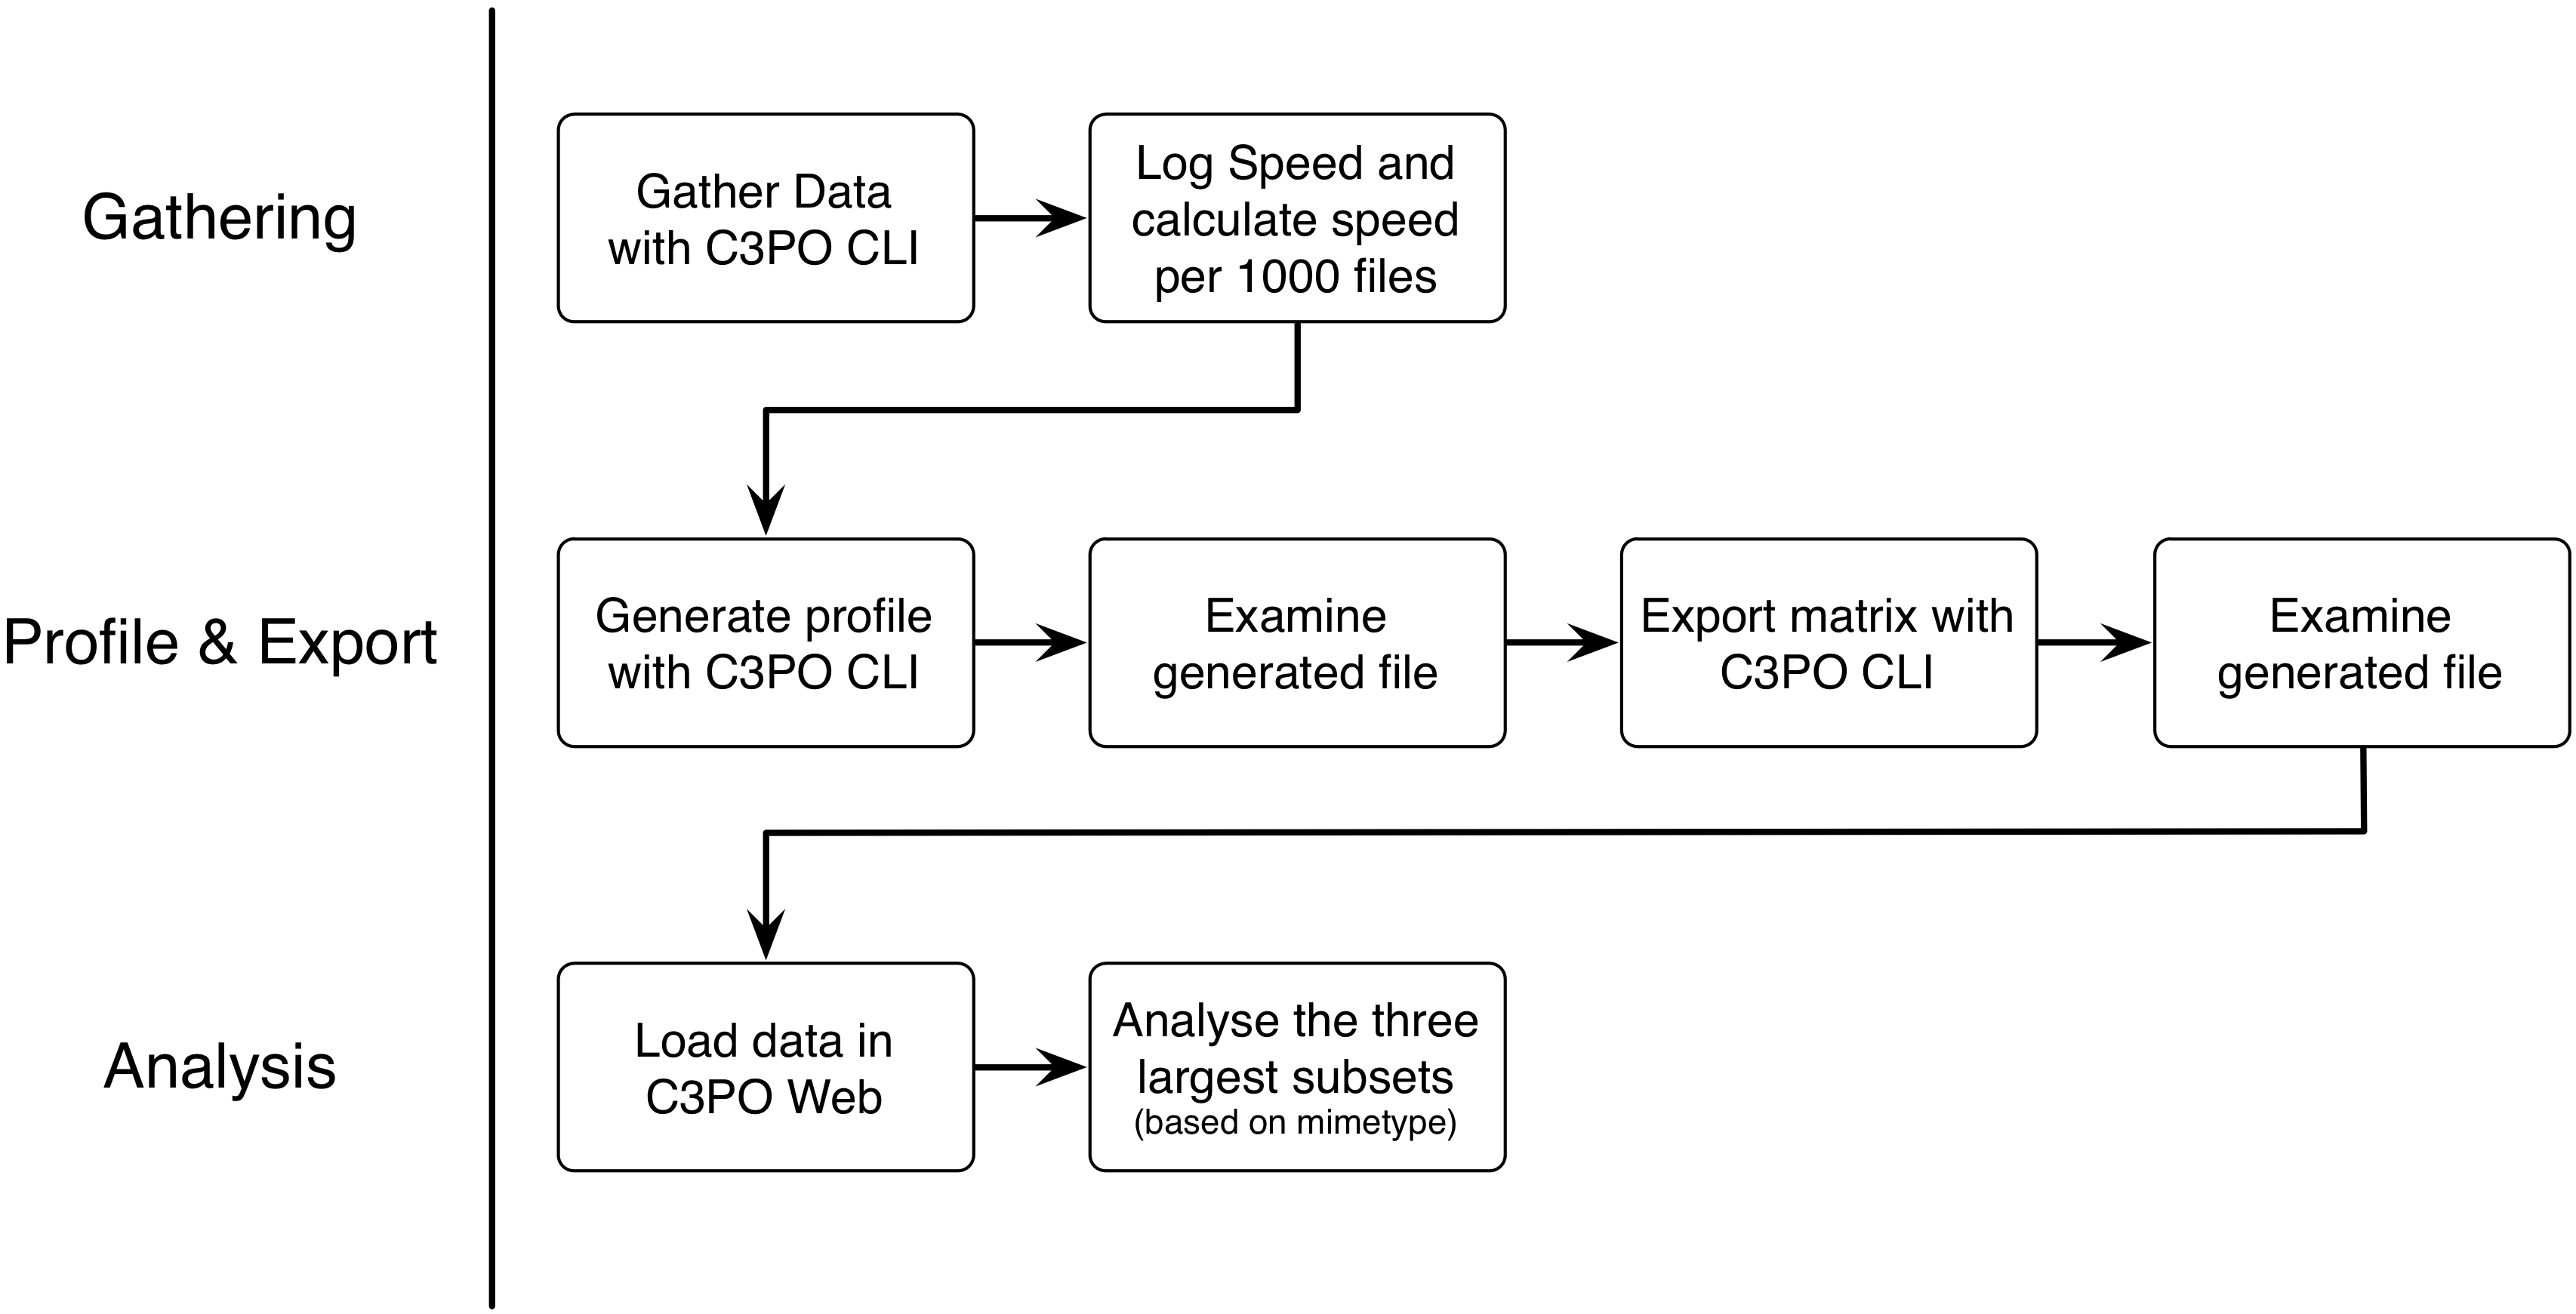 Gathering
Gather Data
with C3PO CLI
Log Speed and
calculate speed
per 1000 files
Profile & Export
Generate profile
with C3PO CLI
Examine
generated file
Export matrix with
C3PO CLI
Examine
generated file
Analysis
Load data in
C3PO Web
Analyse the three
largest subsets
(based on mimetype)